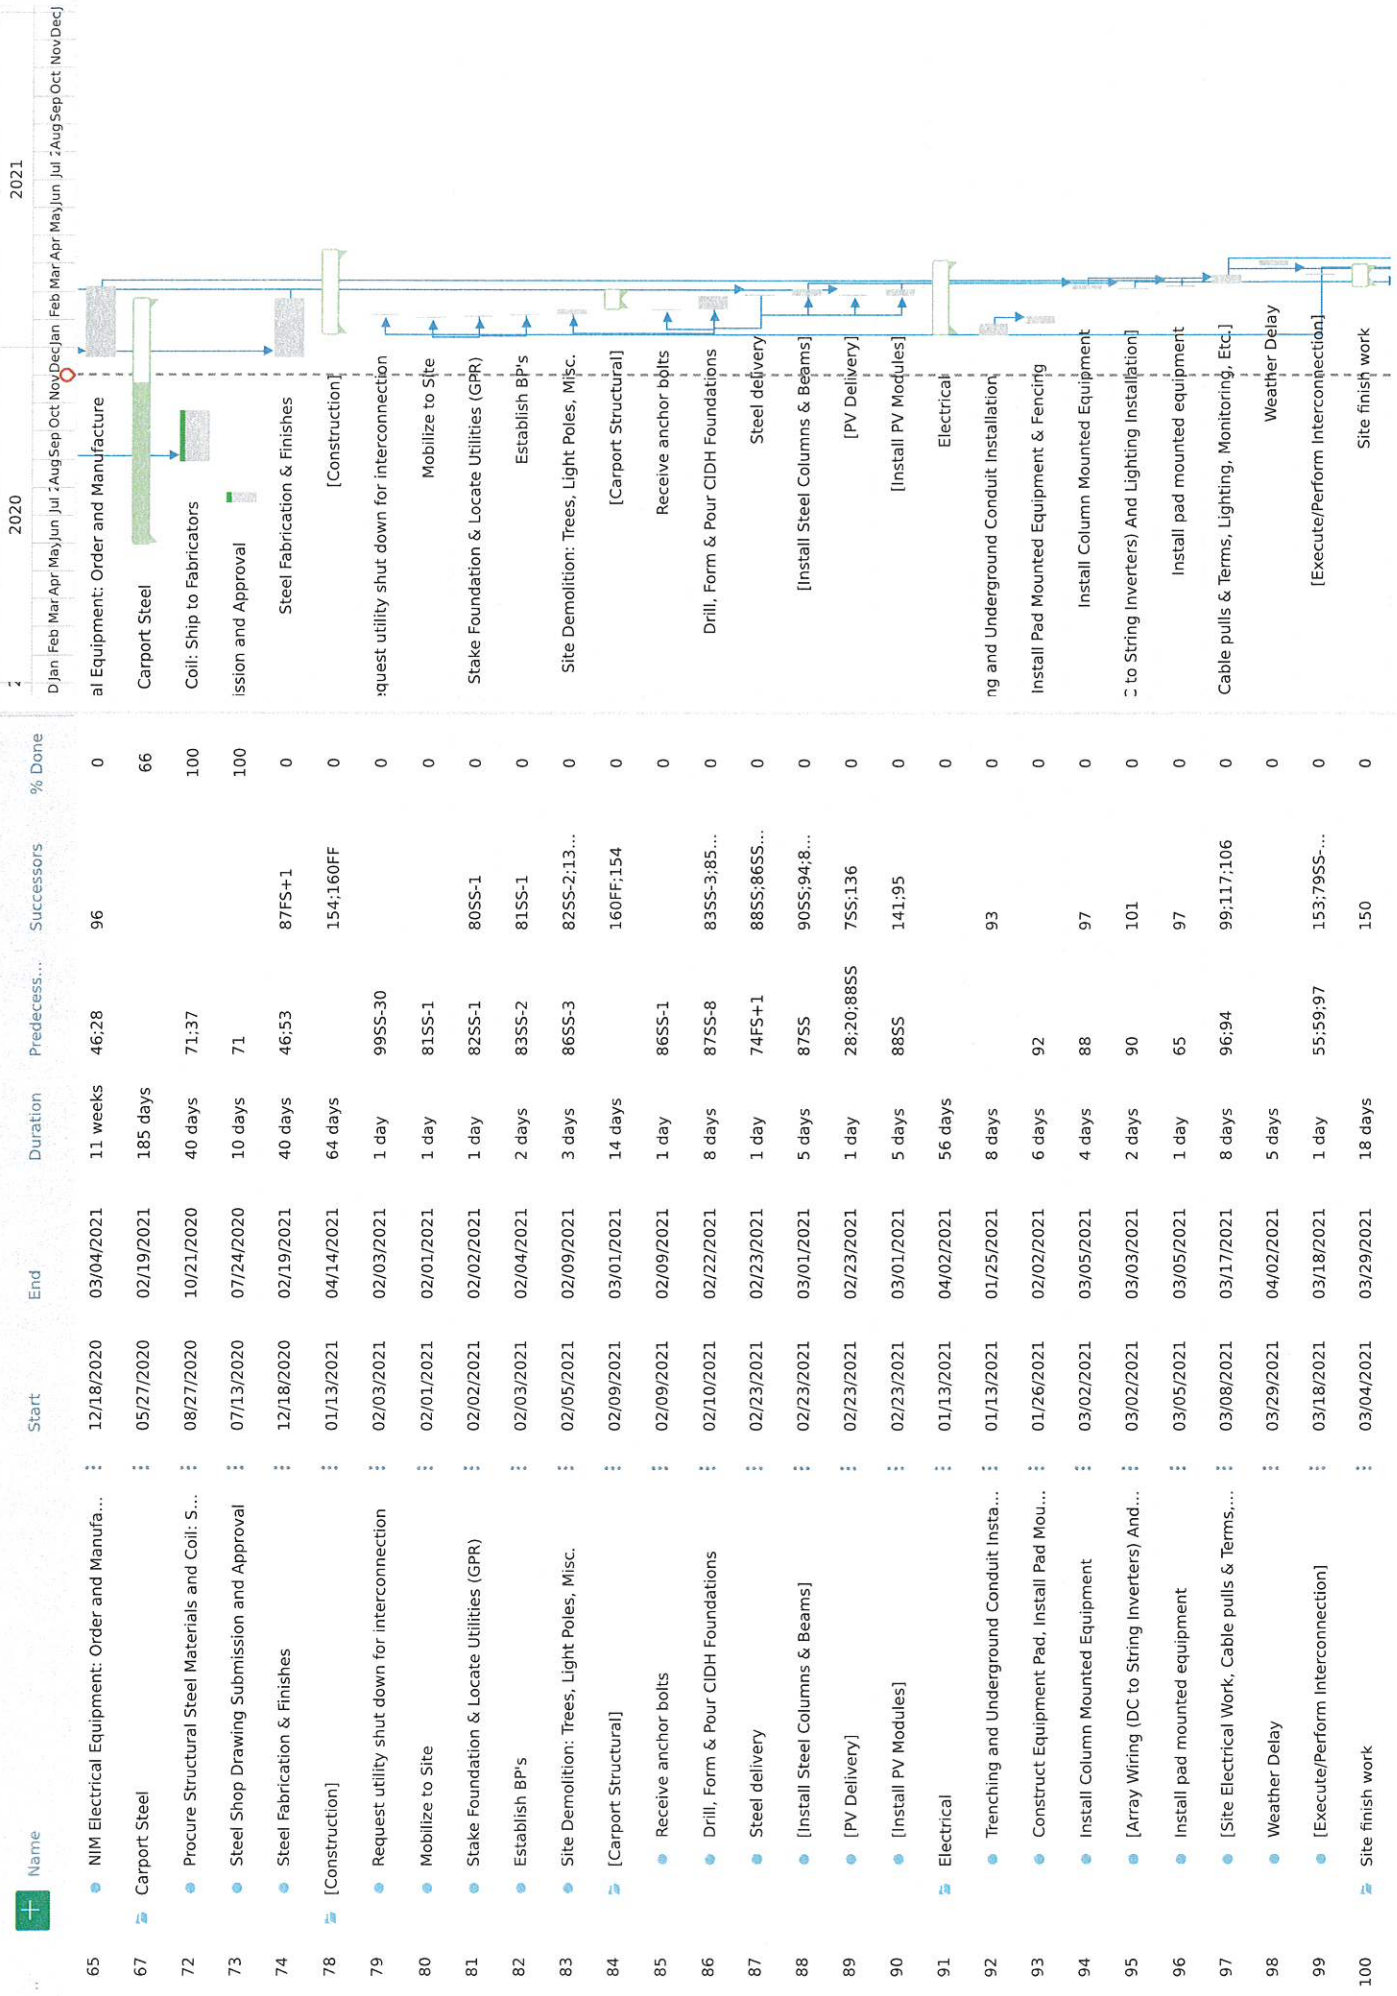 Name Start End Duration Predecess... Successors % Done
2020 2021
D Jan Feb Mar Apr May Jun Jul Aug Sep Oct Nov Dec Jan Feb Mar Apr May Jun Jul Aug Sep Oct Nov Dec J
65 NIM Electrical Equipment: Order and Manufa... 12/18/2020 03/04/2021 11 weeks 46;28 96 0 al Equipment: Order and Manufacture
67 Carport Steel 05/27/2020 02/19/2021 185 days 66 Carport Steel
72 Procure Structural Steel Materials and Coil: S... 08/27/2020 10/21/2020 40 days 71;37 100 Coil: Ship to Fabricators
73 Steel Shop Drawing Submission and Approval 07/13/2020 07/24/2020 10 days 71 100 ission and Approval
74 Steel Fabrication & Finishes 12/18/2020 02/19/2021 40 days 46;53 87FS+1 0 Steel Fabrication & Finishes
78 [Construction] 01/13/2021 04/14/2021 64 days 154;160FF 0 [Construction]
79 Request utility shut down for interconnection 02/03/2021 02/03/2021 1 day 99SS-30 0 quest utility shut down for interconnection
80 Mobilize to Site 02/01/2021 02/01/2021 1 day 81SS-1 0 Mobilize to Site
81 Stake Foundation & Locate Utilities (GPR) 02/02/2021 02/02/2021 1 day 82SS-1 80SS-1 0 Stake Foundation & Locate Utilities (GPR)
82 Establish BP's 02/03/2021 02/04/2021 2 days 83SS-2 81SS-1 0 Establish BP's
83 Site Demolition: Trees, Light Poles, Misc. 02/05/2021 02/09/2021 3 days 86SS-3 82SS-2;13... 0 Site Demolition: Trees, Light Poles, Misc.
84 [Carport Structural] 02/09/2021 03/01/2021 14 days 160FF;154 0 [Carport Structural]
85 Receive anchor bolts 02/09/2021 02/09/2021 1 day 86SS-1 0 Receive anchor bolts
86 Drill, Form & Pour CIDH Foundations 02/10/2021 02/22/2021 8 days 87SS-8 83SS-3;85... 0 Drill, Form & Pour CIDH Foundations
87 Steel delivery 02/23/2021 02/23/2021 1 day 74FS+1 88SS;86SS... 0 Steel delivery
88 [Install Steel Columns & Beams] 02/23/2021 03/01/2021 5 days 87SS 90SS;94;8... 0 [Install Steel Columns & Beams]
89 [PV Delivery] 02/23/2021 02/23/2021 1 day 28;20;88SS 7SS;136 0 [PV Delivery]
90 [Install PV Modules] 02/23/2021 03/01/2021 5 days 88SS 141;95 0 [Install PV Modules]
91 Electrical 01/13/2021 04/02/2021 56 days 0 Electrical
92 Trenching and Underground Conduit Insta... 01/13/2021 01/25/2021 8 days 93 0 ng and Underground Conduit Installation
93 Construct Equipment Pad, Install Pad Mou... 01/26/2021 02/02/2021 6 days 92 0 Install Pad Mounted Equipment & Fencing
94 Install Column Mounted Equipment 03/02/2021 03/05/2021 4 days 88 97 0 Install Column Mounted Equipment
95 [Array Wiring (DC to String Inverters) And... 03/02/2021 03/03/2021 2 days 90 101 0 to String Inverters) And Lighting Installation]
96 Install pad mounted equipment 03/05/2021 03/05/2021 1 day 65 97 0 Install pad mounted equipment
97 [Site Electrical Work, Cable pulls & Terms,... 03/08/2021 03/17/2021 8 days 96;94 99;117;106 0 Cable pulls & Terms, Lighting, Monitoring, Etc.]
98 Weather Delay 03/29/2021 04/02/2021 5 days 0 Weather Delay
99 [Execute/Perform Interconnection] 03/18/2021 03/18/2021 1 day 55;59;97 153;79SS-... 0 [Execute/Perform Interconnection]
100 Site finish work 03/04/2021 03/29/2021 18 days 150 0 Site finish work